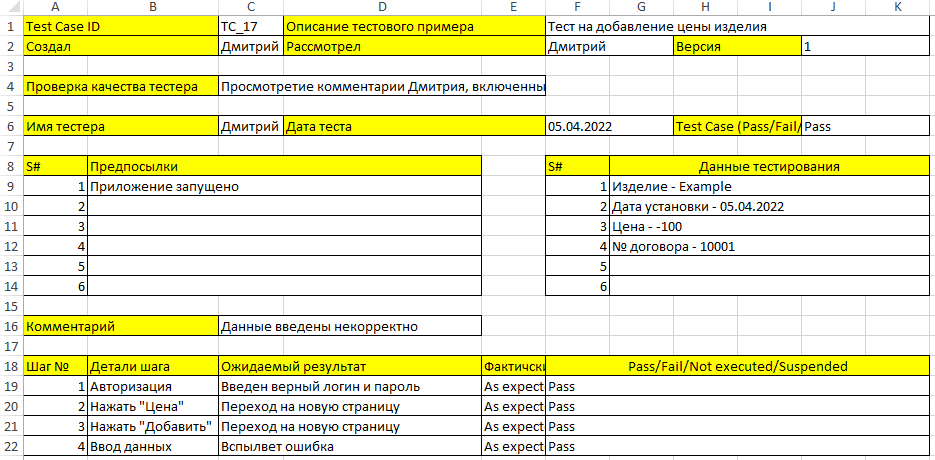 A B C D E F G H I J K
1 Test Case ID TC_17 Описание тестового примера Тест на добавление цены изделия
2 Создал Дмитрий Рассмотрел Дмитрий Версия 1
3
4 Проверка качества тестера Просмотретие комментарии Дмитрия, включенны
5
6 Имя тестера Дмитрий Дата теста 05.04.2022 Test Case (Pass/Fail/ Pass
7
8 S# Предпосылки S# Данные тестирования
9 1 Приложение запущено 1 Изделие - Example
10 2 2 Дата установки - 05.04.2022
11 3 3 Цена - -100
12 4 4 № договора - 10001
13 5 5
14 6 6
15
16 Комментарий Данные введены некорректно
17
18 Шаг № Детали шага Ожидаемый результат Фактичски Pass/Fail/Not executed/Suspended
19 1 Авторизация Введен верный логин и пароль As expect Pass
20 2 Нажать "Цена" Переход на новую страницу As expect Pass
21 3 Нажать "Добавить" Переход на новую страницу As expect Pass
22 4 Ввод данных Вспылвет ошибка As expect Pass